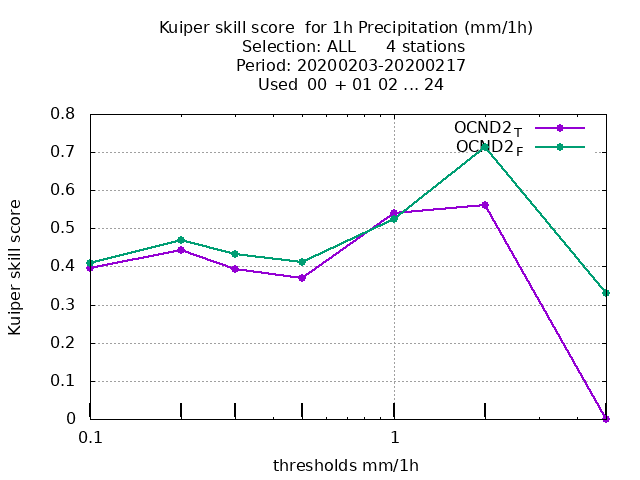 Kuiper skill score  for 1h Precipitation (mm/1h)
Selection: ALL      4 stations
Period: 20200203-20200217
Used  00  + 01 02 ... 24
0.8
0.7
0.6
0.5
0.4
0.3
0.2
0.1
0
Kuiper skill score
OCND2T
OCND2F
0.1
1
thresholds mm/1h